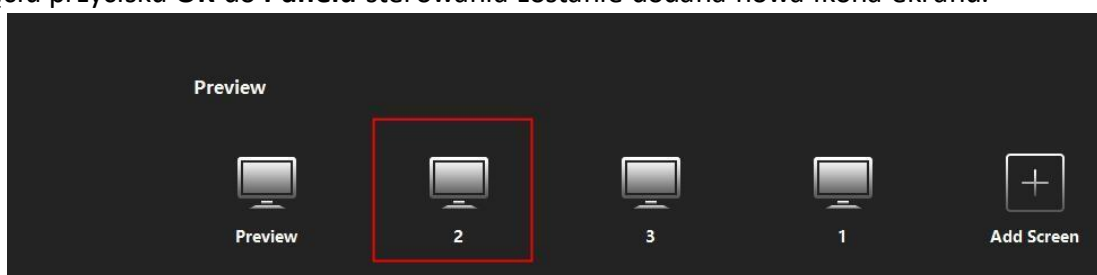 przycisku OK do Panelu sterowania zostanie dodana nowa ikona ekranu.
Preview
Preview 2 3 1 Add Screen